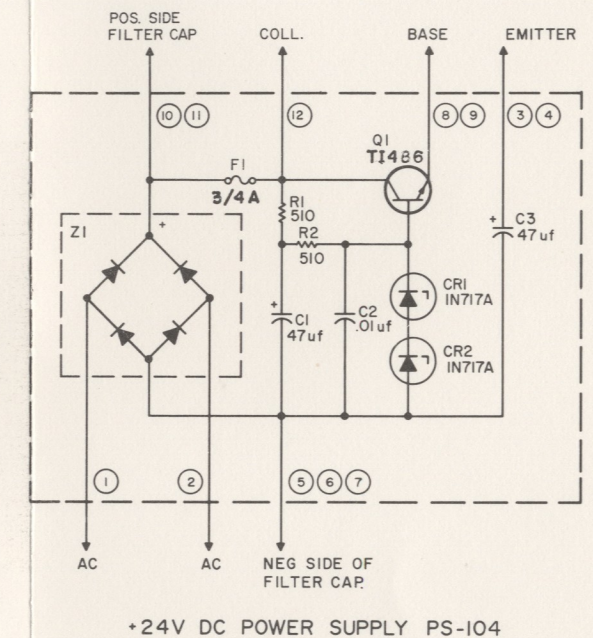 POS. SIDE
FILTER CAP
COLL.
BASE
EMITTER
10 11
12
8 9
3 4
F1
3/4A
Q1
TI486
R1
510
R2
510
Z1
+
+ C3
47uf
+ C1
47uf
C2
.01uf
CR1
IN717A
CR2
IN717A
1
2
5 6 7
AC
AC
NEG SIDE OF
FILTER CAP.
+24V DC POWER SUPPLY PS-104